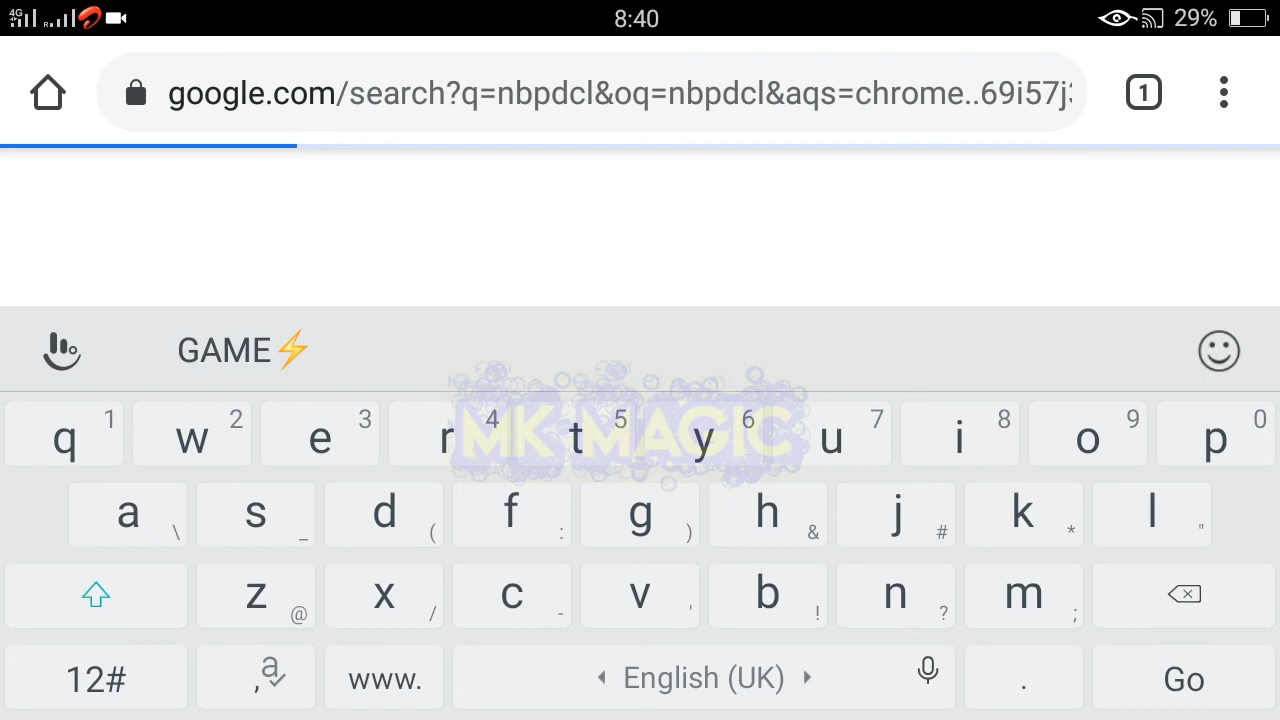 4G R 8:40 29%
google.com/search?q=nbpdcl&oq=nbpdcl&aqs=chrome..69i57j 1
GAME⚡
MK MAGIC
q 1 w 2 e 3 r 4 t 5 y 6 u 7 i 8 o 9 p 0
a \ s _ d ( f : g ) h & j # k * l "
z @ x / c - v ' b ! n ? m ;
12# , a www. English (UK) . Go